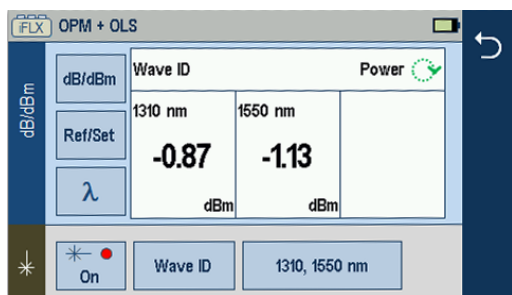 iFLX OPM + OLS
dB/dBm
dB/dBm
Ref/Set
λ
Wave ID Power
1310 nm 1550 nm
-0.87 -1.13
dBm dBm
On
Wave ID
1310, 1550 nm